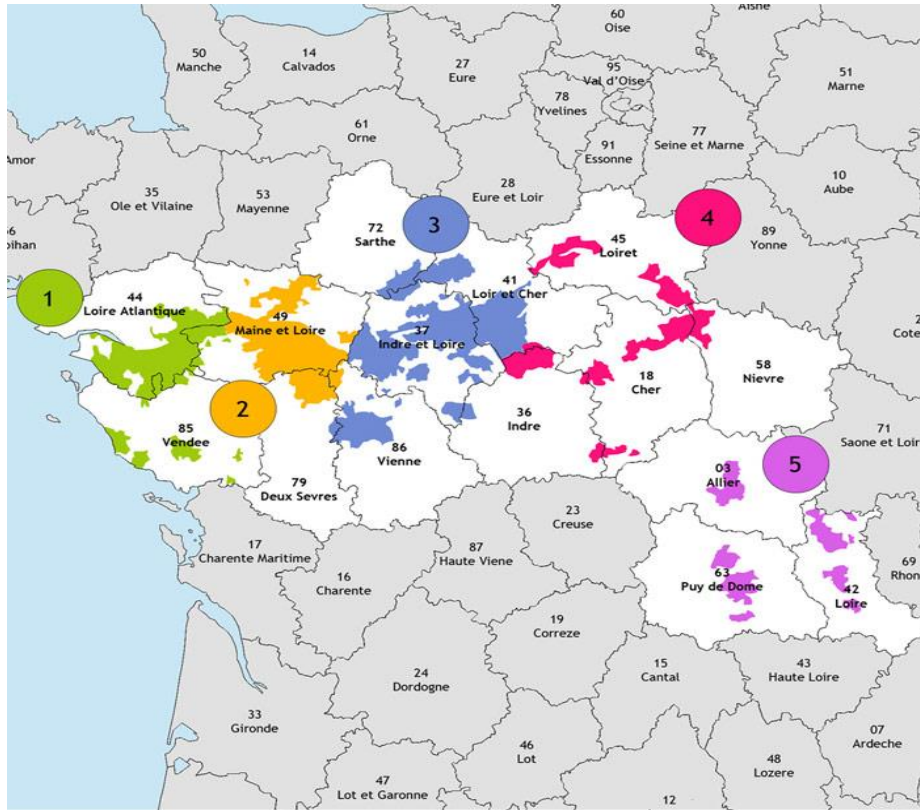 60
Oise
Aisne
50
Manche
14
Calvados
27
Eure
95
Val d'Oise
51
Marne
78
Yvelines
61
Orne
91
Essonne
77
Seine et Marne
Amor
35
Ole et Vilaine
53
Mayenne
28
Eure et Loir
10
Aube
56
bihan
72
Sarthe
3
45
Loiret
4
89
Yonne
1
44
Loire Atlantique
41
Loir et Cher
49
Maine et Loire
37
Indre et Loire
2
Cote
58
Nievre
18
Cher
2
85
Vendee
36
Indre
71
Saone et Loir
86
Vienne
03
Allier
5
79
Deux Sevres
23
Creuse
17
Charente Maritime
87
Haute Viene
16
Charente
63
Puy de Dome
42
Loire
69
Rhon
19
Correze
24
Dordogne
15
Cantal
43
Haute Loire
33
Gironde
46
Lot
07
Ardeche
47
Lot et Garonne
48
Lozere
12